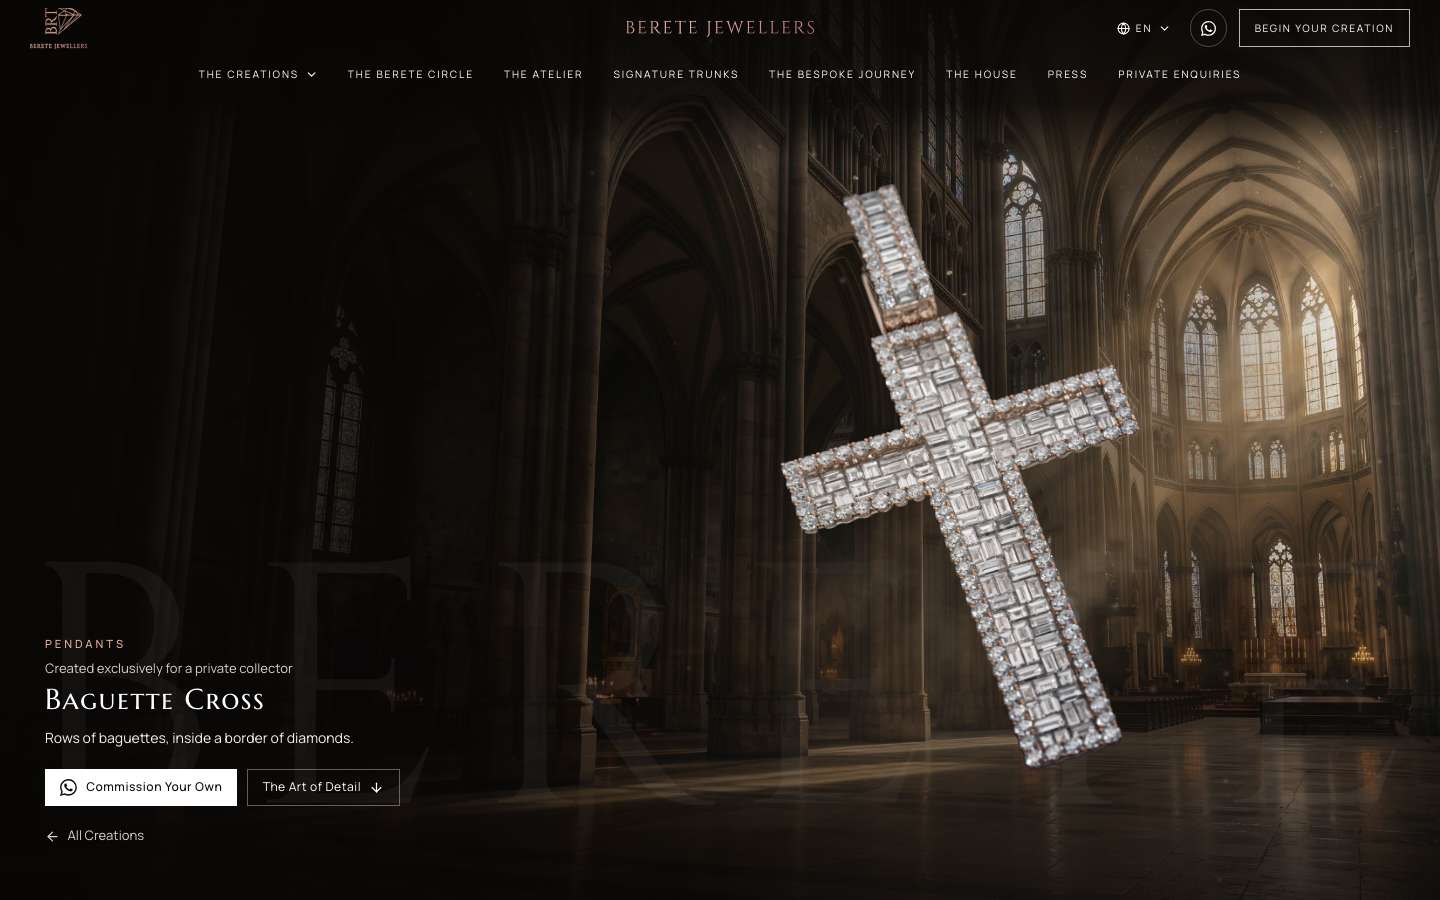 BRT
BERETE JEWELLERS
BERETE JEWELLERS
EN
BEGIN YOUR CREATION
THE CREATIONS
THE BERETE CIRCLE
THE ATELIER
SIGNATURE TRUNKS
THE BESPOKE JOURNEY
THE HOUSE
PRESS
PRIVATE ENQUIRIES
PENDANTS
Created exclusively for a private collector
Baguette Cross
Rows of baguettes, inside a border of diamonds.
Commission Your Own
The Art of Detail
All Creations